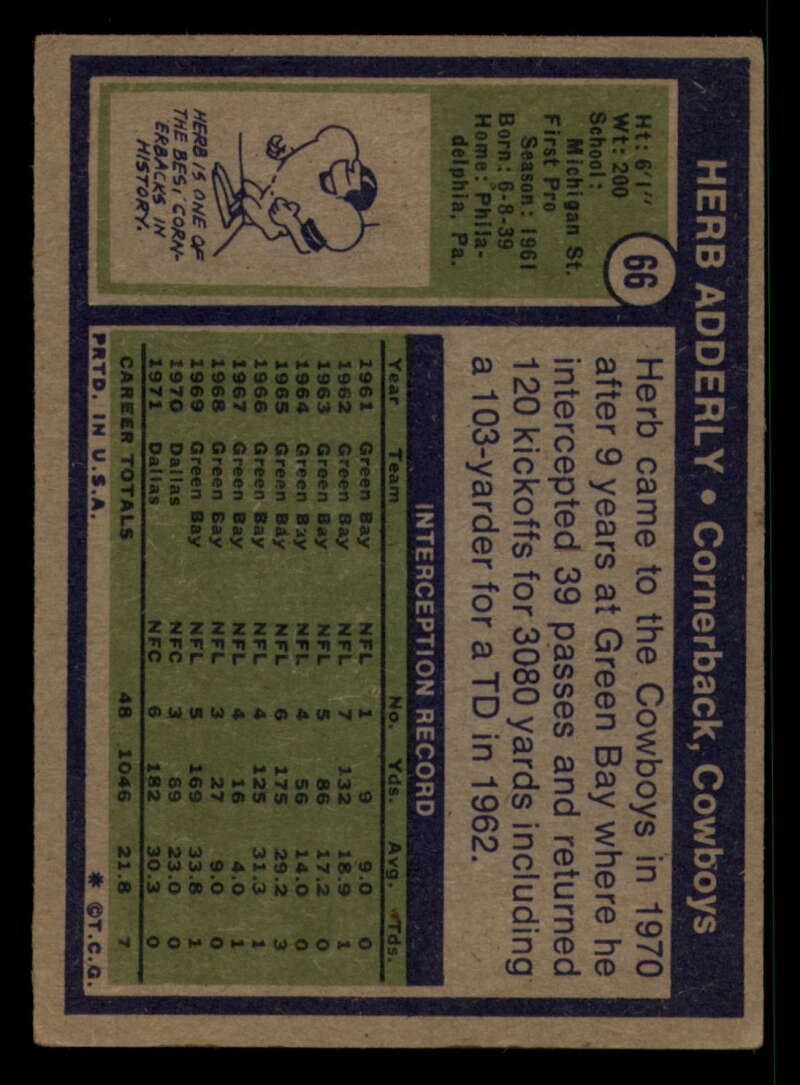 HERB ADDERLY • Cornerback, Cowboys
66
Ht: 6'1"
Wt: 200
School:
Michigan St.
First Pro
Season: 1961
Born: 6-8-39
Home: Phila-
delphia, Pa.
HERB IS ONE OF
THE BEST CORN-
ERBACKS IN
HISTORY.
Herb came to the Cowboys in 1970
after 9 years at Green Bay where he
intercepted 39 passes and returned
120 kickoffs for 3080 yards including
a 103-yarder for a TD in 1962.
INTERCEPTION RECORD
Year Team No. Yds. Avg. Tds.
1961 Green Bay NFL 1 9 9.0 0
1962 Green Bay NFL 7 132 18.9 1
1963 Green Bay NFL 5 86 17.2 0
1964 Green Bay NFL 4 56 14.0 0
1965 Green Bay NFL 6 175 29.2 3
1966 Green Bay NFL 4 125 31.3 1
1967 Green Bay NFL 4 16 4.0 1
1968 Green Bay NFL 3 27 9.0 0
1969 Green Bay NFL 5 169 33.8 1
1970 Dallas NFC 3 69 23.0 0
1971 Dallas NFC 6 182 30.3 0
CAREER TOTALS 48 1046 21.8 7
PRTD. IN U.S.A. * ©T.C.G.